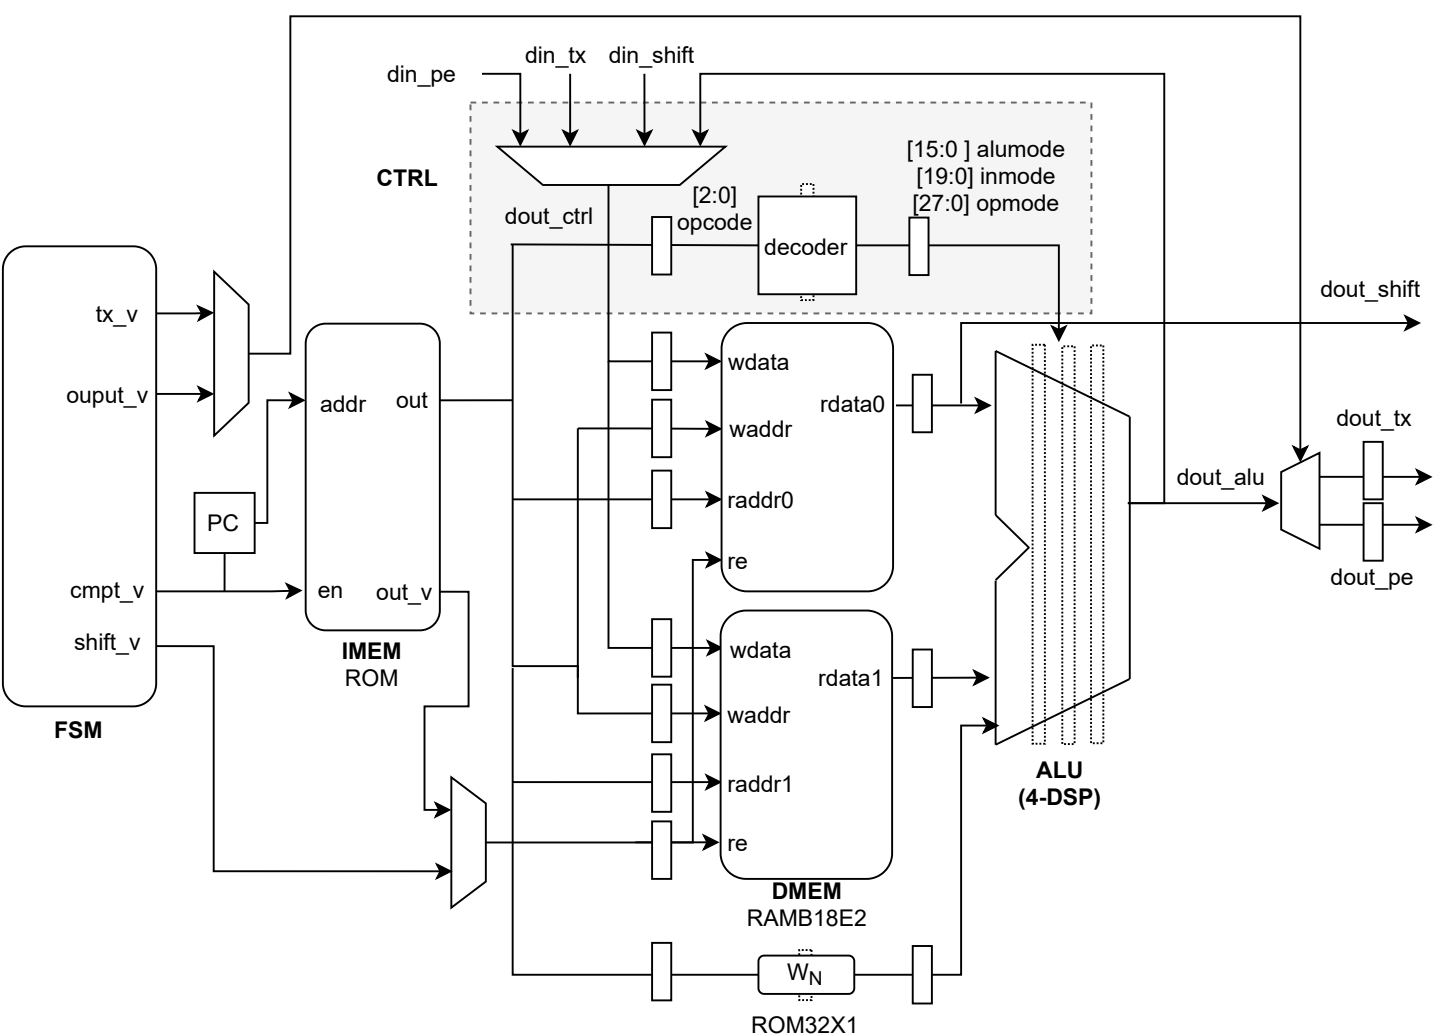 din_tx
din_shift
din_pe
CTRL
dout_ctrl
[2:0]
opcode
decoder
[15:0 ] alumode
[19:0] inmode
[27:0] opmode
tx_v
ouput_v
cmpt_v
shift_v
FSM
PC
addr
out
en
out_v
IMEM
ROM
wdata
waddr
raddr0
re
rdata0
wdata
waddr
raddr1
re
rdata1
DMEM
RAMB18E2
WN
ROM32X1
ALU
(4-DSP)
dout_shift
dout_alu
dout_tx
dout_pe